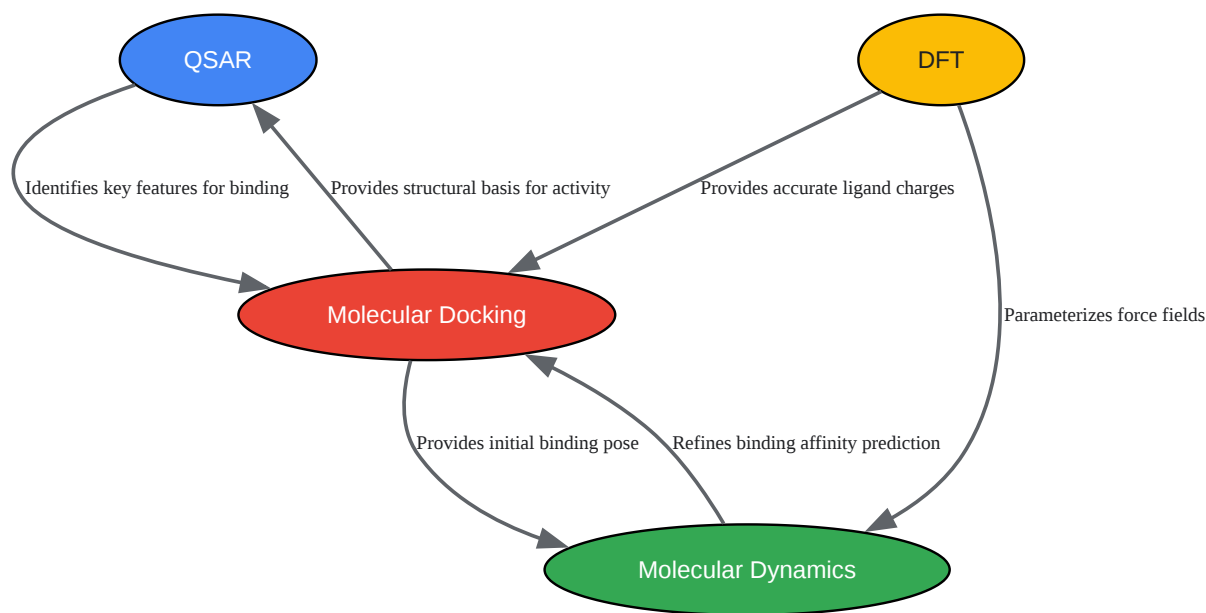 QSAR
DFT
Identifies key features for binding
Provides structural basis for activity
Provides accurate ligand charges
Molecular Docking
Parameterizes force fields
Provides initial binding pose
Refines binding affinity prediction
Molecular Dynamics